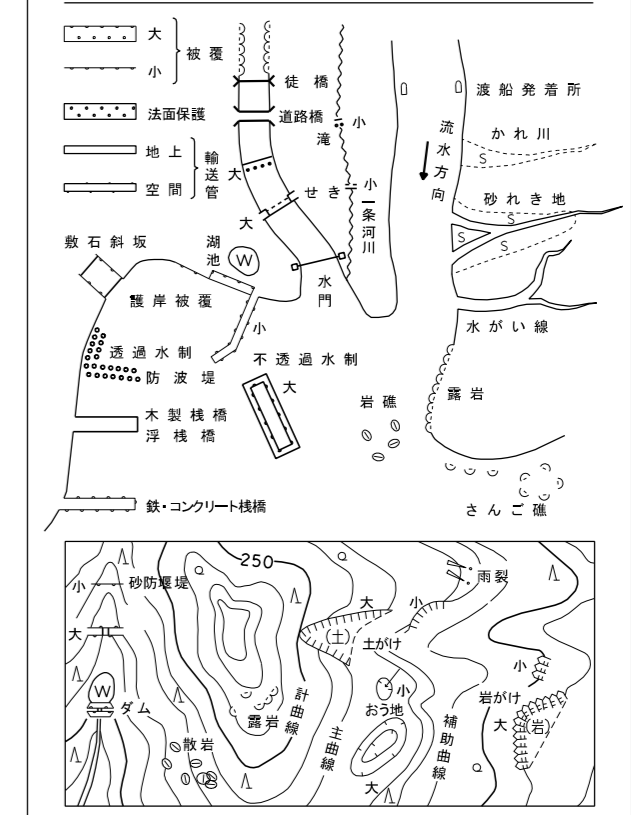 大
小
被覆
法面保護
地上
空間
輸送管
徒橋
道路橋
小
滝
大
せき
小
大
一条河川
渡船発着所
流水方向
かれ川
S
砂れき地
S
S
S
敷石斜坂
湖池
W
護岸被覆
小
水門
水がい線
透過水制
防波堤
不透過水制
大
木製桟橋
浮桟橋
岩礁
露岩
鉄・コンクリート桟橋
さんご礁
250
小
砂防堰堤
大
W
ダム
散岩
露岩
計曲線
主曲線
大
(土)
土がけ
小
雨裂
小
おう地
大
補助曲線
小
岩がけ
大
(岩)